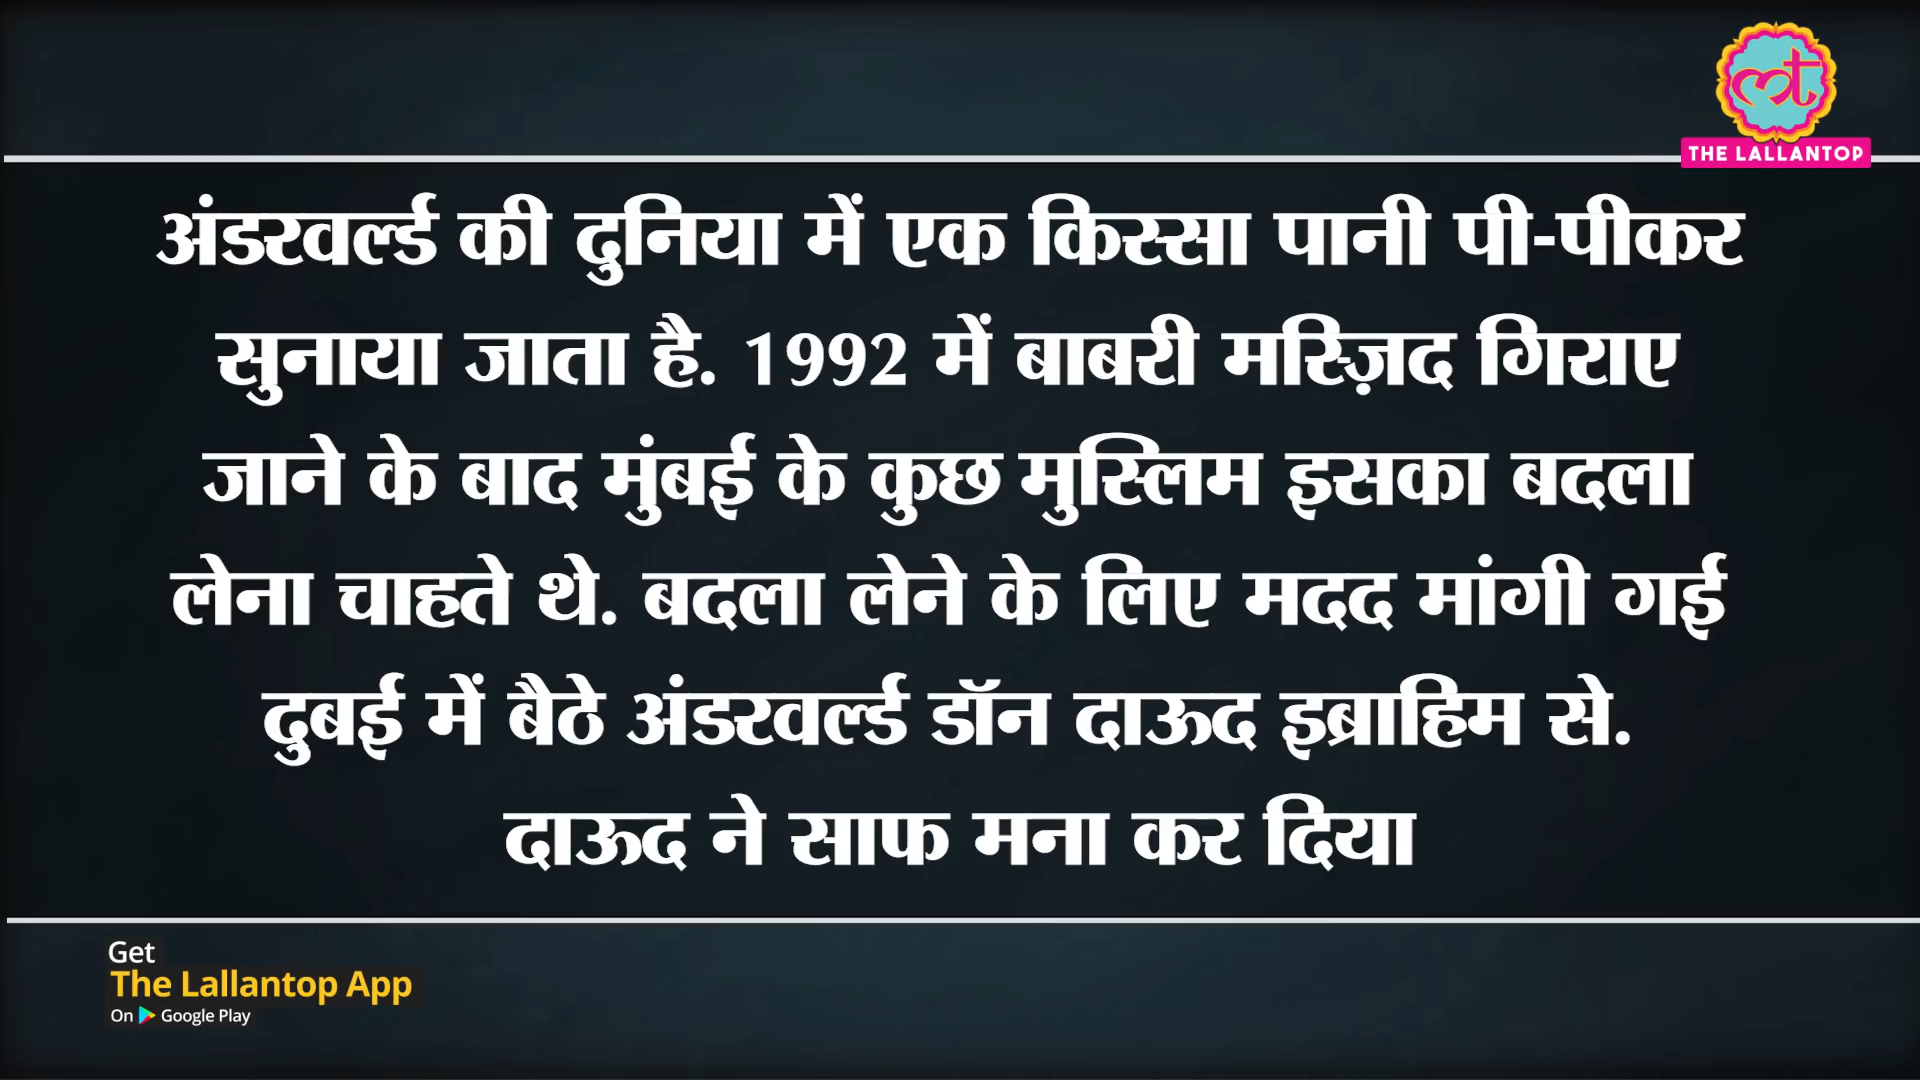 THE LALLANTOP
अंडरवर्ल्ड की दुनिया में एक किस्सा पानी पी-पीकर
सुनाया जाता है. 1992 में बाबरी मस्ज़िद गिराए
जाने के बाद मुंबई के कुछ मुस्लिम इसका बदला
लेना चाहते थे. बदला लेने के लिए मदद मांगी गई
दुबई में बैठे अंडरवर्ल्ड डॉन दाऊद इब्राहिम से.
दाऊद ने साफ मना कर दिया
Get
The Lallantop App
On Google Play